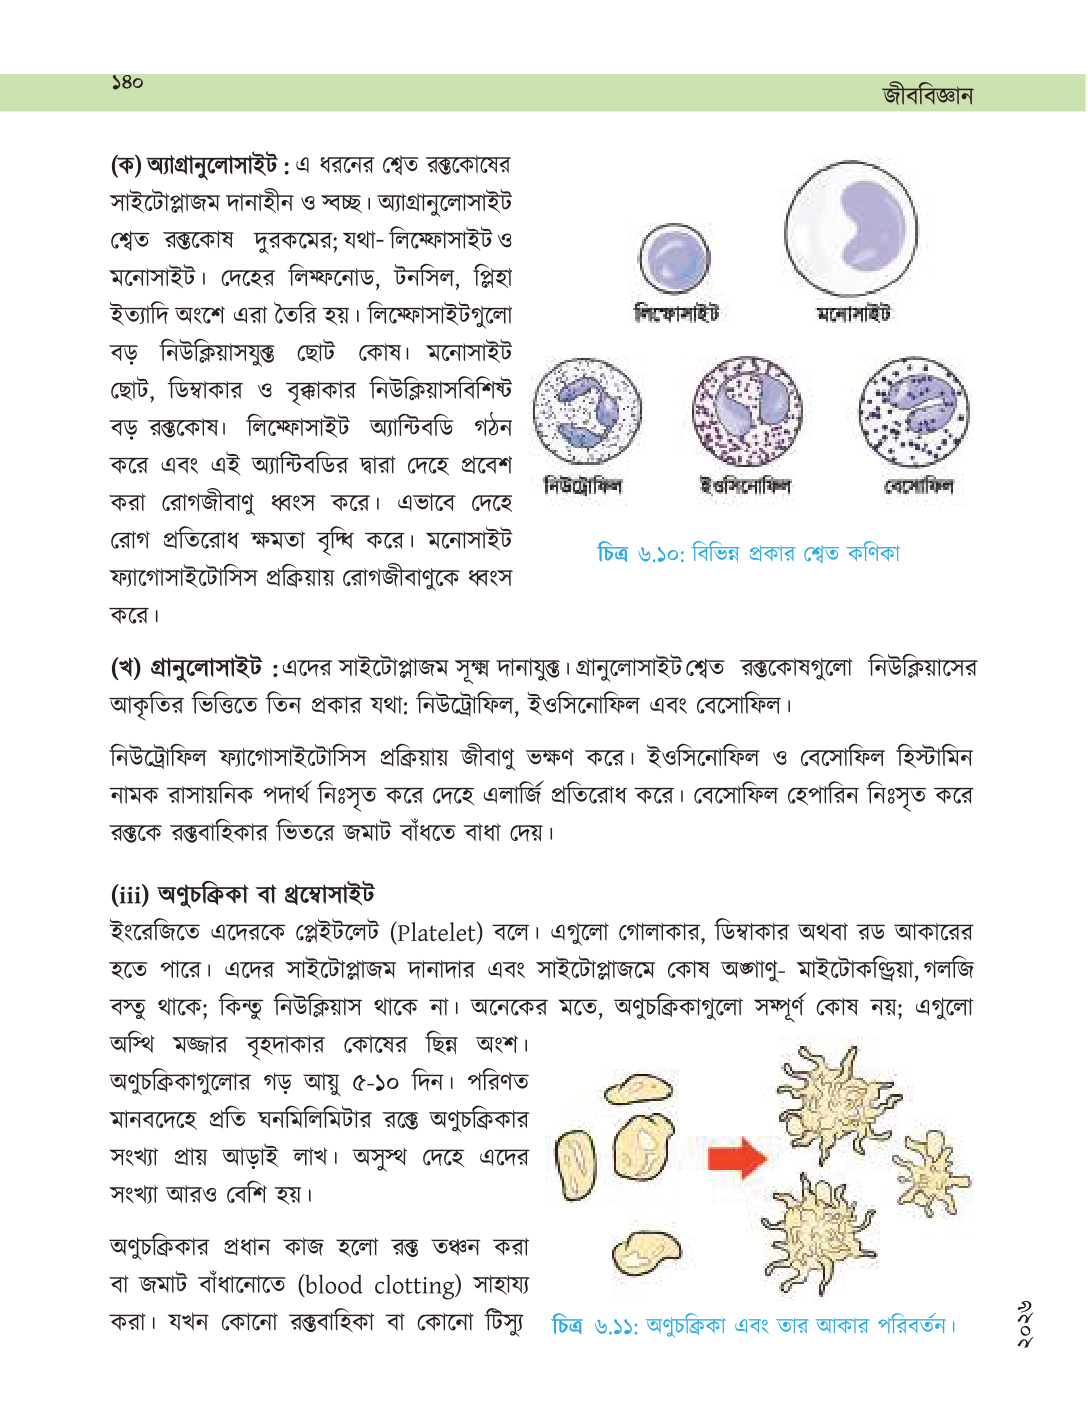 ১৪০
জীববিজ্ঞান
(ক) অ্যাগ্রানুলোসাইট : এ ধরনের শ্বেত রক্তকোষের
সাইটোপ্লাজম দানাহীন ও স্বচ্ছ। অ্যাগ্রানুলোসাইট
শ্বেত রক্তকোষ দুরকমের; যথা- লিম্ফোসাইট ও
মনোসাইট। দেহের লিম্ফনোড, টনসিল, প্লিহা
ইত্যাদি অংশে এরা তৈরি হয়। লিম্ফোসাইটগুলো
বড় নিউক্লিয়াসযুক্ত ছোট কোষ। মনোসাইট
ছোট, ডিম্বাকার ও বৃক্কাকার নিউক্লিয়াসবিশিষ্ট
বড় রক্তকোষ। লিম্ফোসাইট অ্যান্টিবডি গঠন
করে এবং এই অ্যান্টিবডির দ্বারা দেহে প্রবেশ
করা রোগজীবাণু ধ্বংস করে। এভাবে দেহে
রোগ প্রতিরোধ ক্ষমতা বৃদ্ধি করে। মনোসাইট
ফ্যাগোসাইটোসিস প্রক্রিয়ায় রোগজীবাণুকে ধ্বংস
করে।
লিম্ফোসাইট
মনোসাইট
নিউট্রোফিল
ইওসিনোফিল
বেসোফিল
চিত্র ৬.১০: বিভিন্ন প্রকার শ্বেত কণিকা
(খ) গ্রানুলোসাইট : এদের সাইটোপ্লাজম সূক্ষ্ম দানাযুক্ত। গ্রানুলোসাইট শ্বেত রক্তকোষগুলো নিউক্লিয়াসের
আকৃতির ভিত্তিতে তিন প্রকার যথা: নিউট্রোফিল, ইওসিনোফিল এবং বেসোফিল।
নিউট্রোফিল ফ্যাগোসাইটোসিস প্রক্রিয়ায় জীবাণু ভক্ষণ করে। ইওসিনোফিল ও বেসোফিল হিস্টামিন
নামক রাসায়নিক পদার্থ নিঃসৃত করে দেহে এলার্জি প্রতিরোধ করে। বেসোফিল হেপারিন নিঃসৃত করে
রক্তকে রক্তবাহিকার ভিতরে জমাট বাঁধতে বাধা দেয়।
(iii) অণুচক্রিকা বা থ্রম্বোসাইট
ইংরেজিতে এদেরকে প্লেইটলেট (Platelet) বলে। এগুলো গোলাকার, ডিম্বাকার অথবা রড আকারের
হতে পারে। এদের সাইটোপ্লাজম দানাদার এবং সাইটোপ্লাজমে কোষ অঙ্গাণু- মাইটোকন্ড্রিয়া, গলজি
বস্তু থাকে; কিন্তু নিউক্লিয়াস থাকে না। অনেকের মতে, অণুচক্রিকাগুলো সম্পূর্ণ কোষ নয়; এগুলো
অস্থি মজ্জার বৃহদাকার কোষের ছিন্ন অংশ।
অণুচক্রিকাগুলোর গড় আয়ু ৫-১০ দিন। পরিণত
মানবদেহে প্রতি ঘনমিলিমিটার রক্তে অণুচক্রিকার
সংখ্যা প্রায় আড়াই লাখ। অসুস্থ দেহে এদের
সংখ্যা আরও বেশি হয়।
অণুচক্রিকার প্রধান কাজ হলো রক্ত তঞ্চন করা
বা জমাট বাঁধানোতে (blood clotting) সাহায্য
করা। যখন কোনো রক্তবাহিকা বা কোনো টিস্যু
চিত্র ৬.১১: অণুচক্রিকা এবং তার আকার পরিবর্তন।
২০২৬